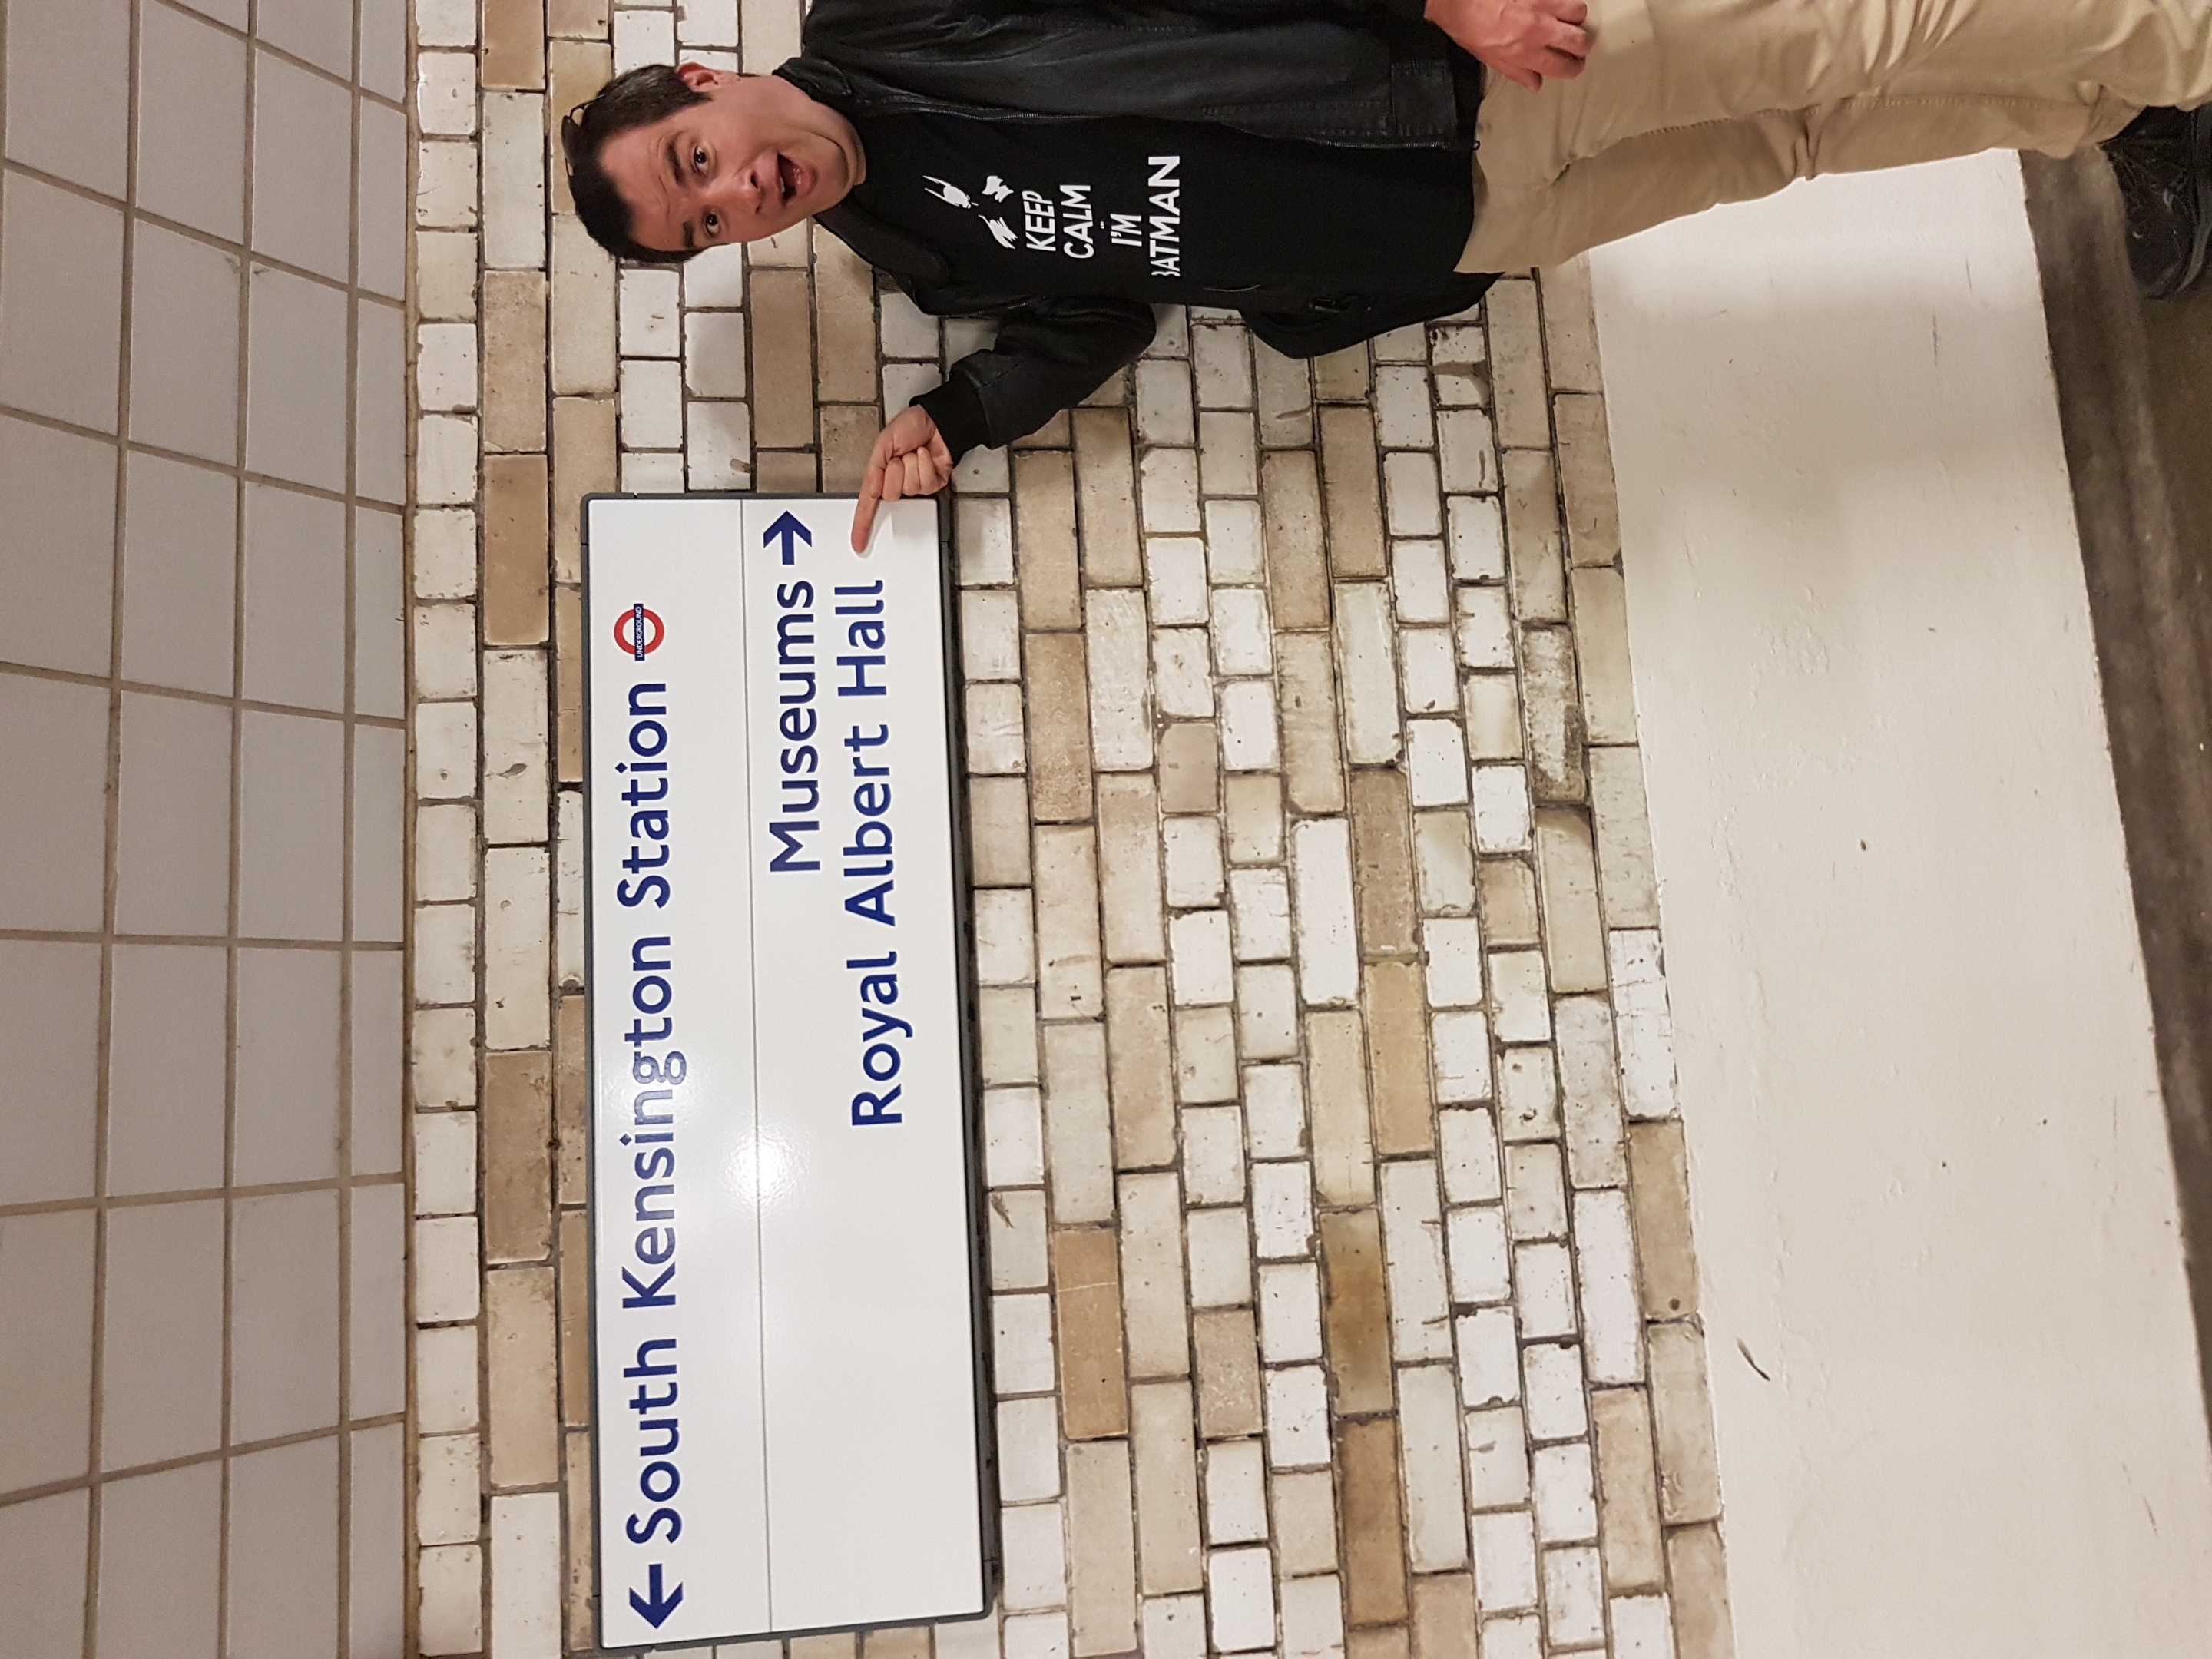 ← South Kensington Station
UNDERGROUND
Museums →
Royal Albert Hall
KEEP
CALM
I'M
BATMAN